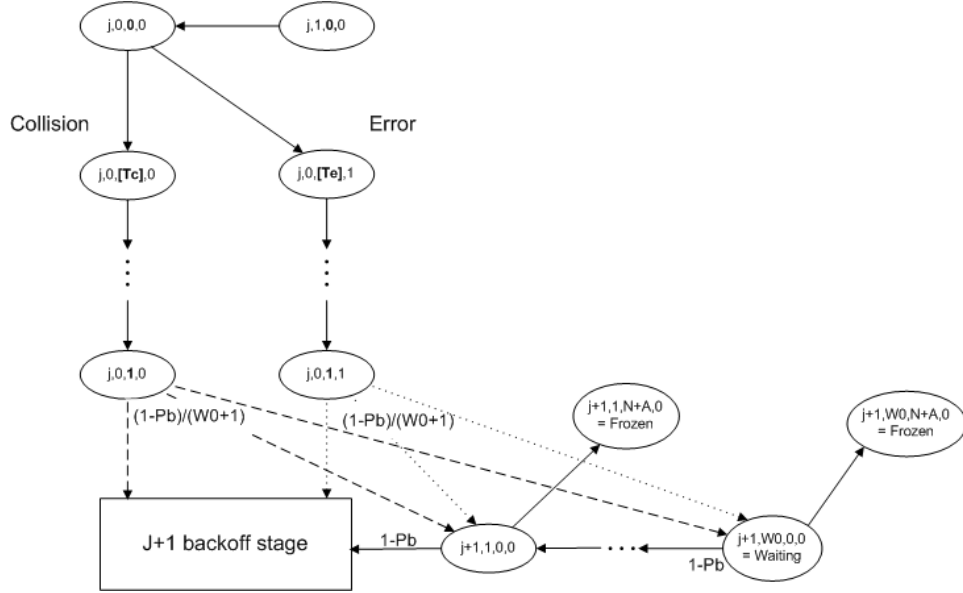 j,0,0,0
j,1,0,0
Collision
Error
j,0,[Tc],0
j,0,[Te],1
j,0,1,0
j,0,1,1
(1-Pb)/(W0+1)
(1-Pb)/(W0+1)
j+1,1,N+A,0
= Frozen
j+1,W0,N+A,0
= Frozen
J+1 backoff stage
1-Pb
j+1,1,0,0
1-Pb
j+1,W0,0,0
= Waiting